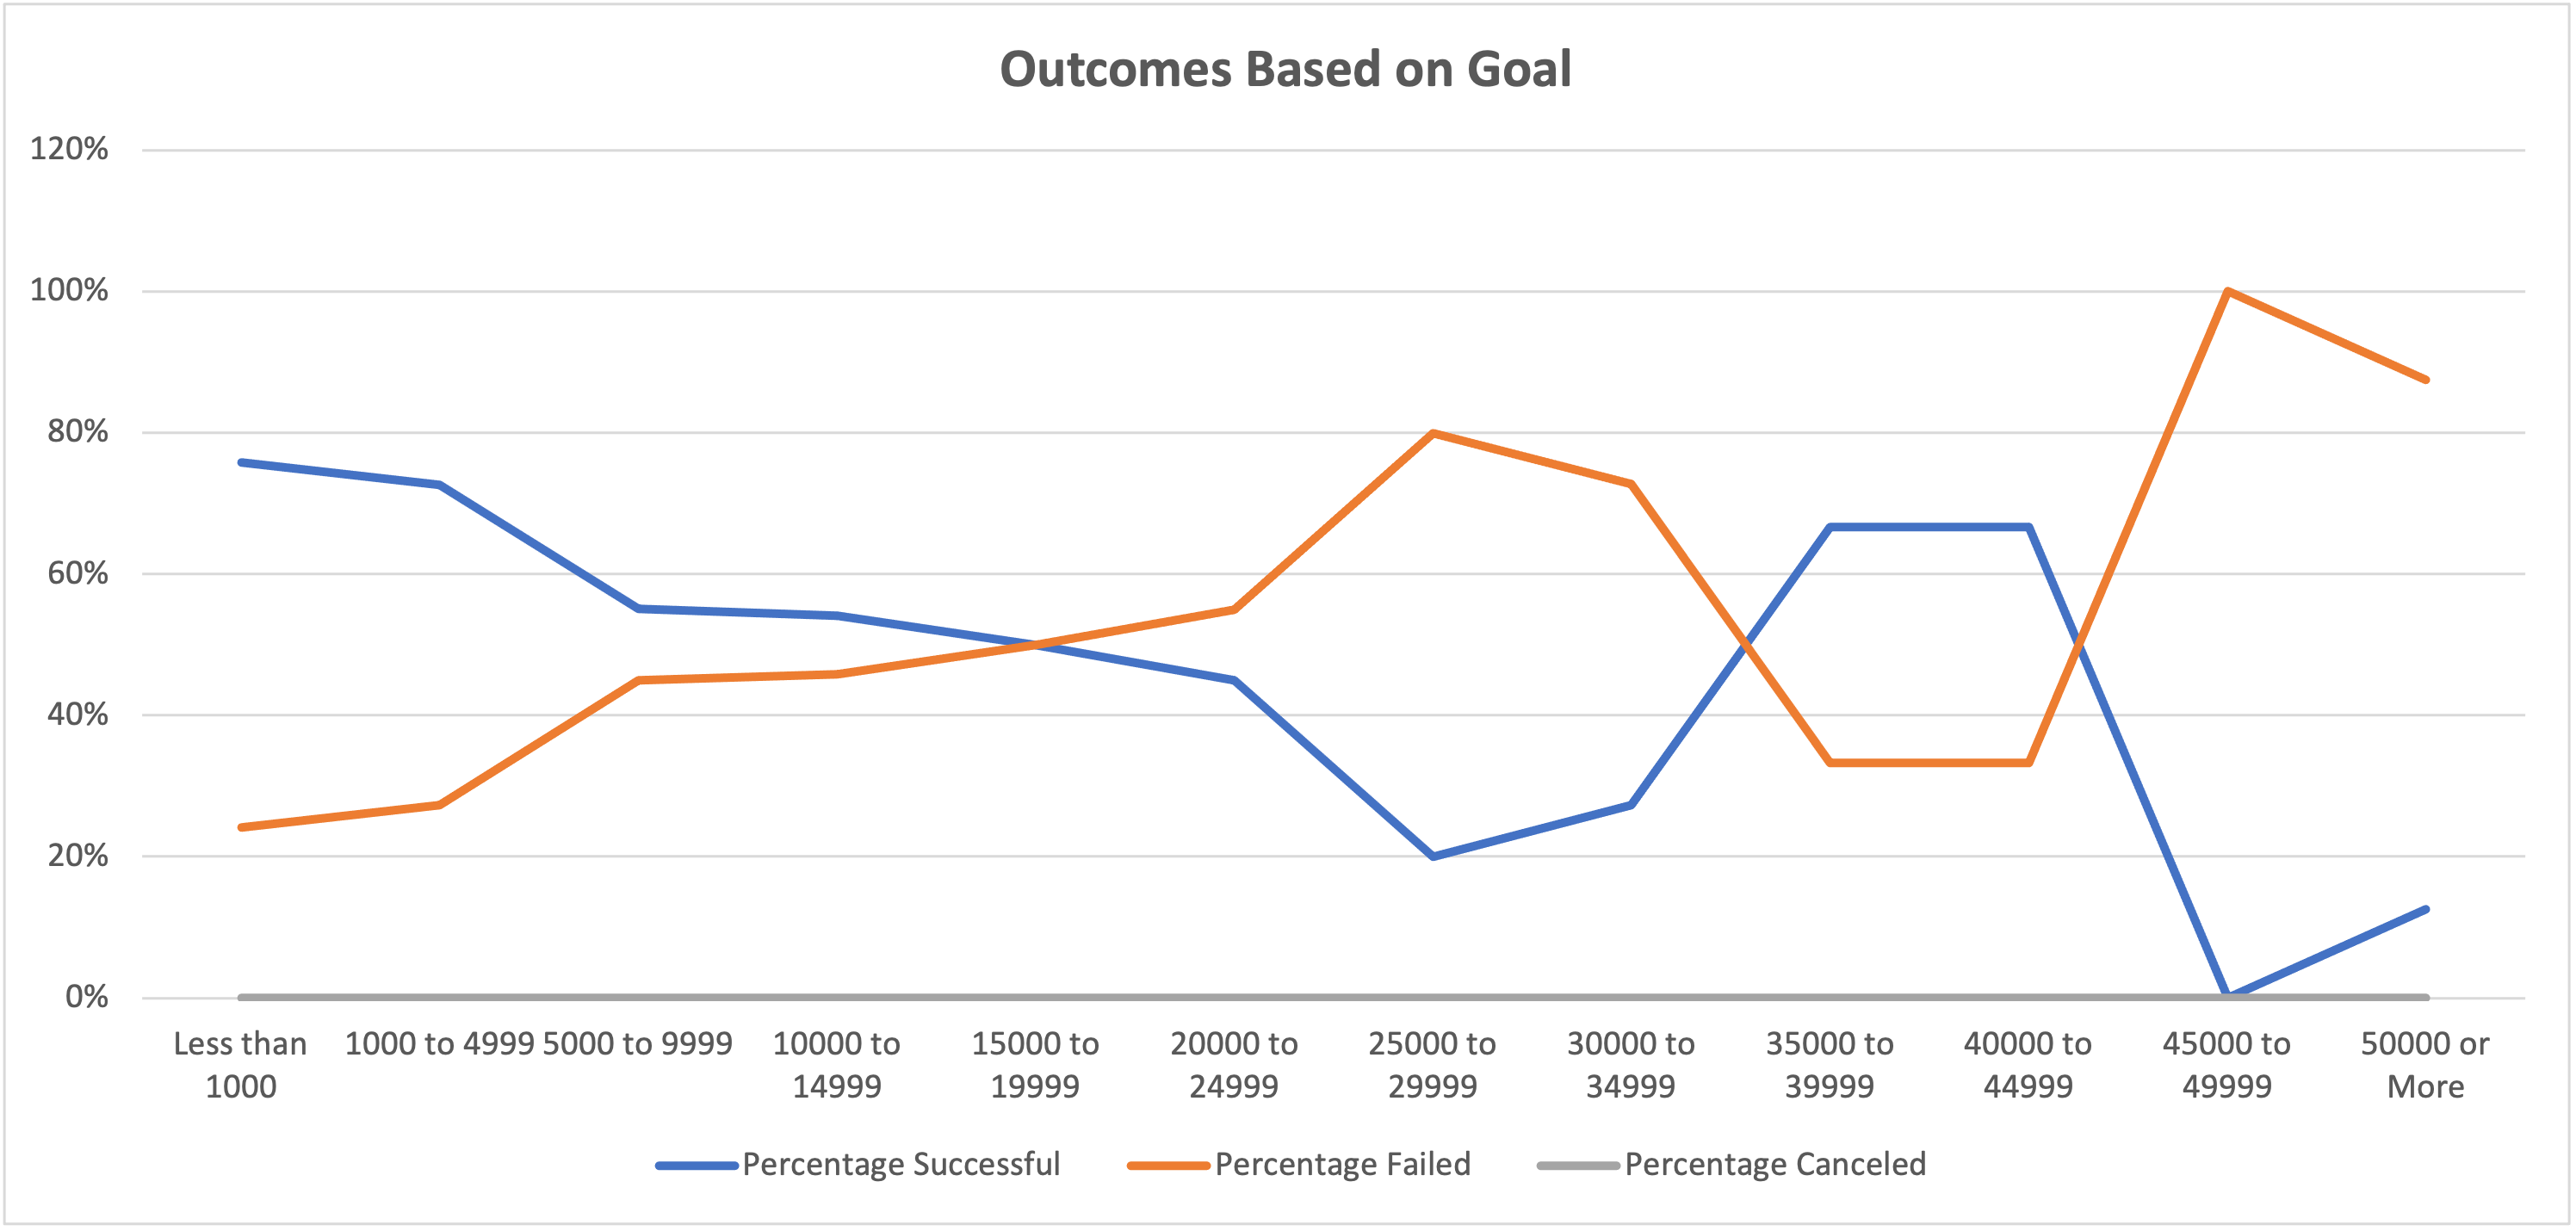 Outcomes Based on Goal
120%
100%
80%
60%
40%
20%
0%
Less than
1000
1000 to 4999
5000 to 9999
10000 to
14999
15000 to
19999
20000 to
24999
25000 to
29999
30000 to
34999
35000 to
39999
40000 to
44999
45000 to
49999
50000 or
More
Percentage Successful
Percentage Failed
Percentage Canceled